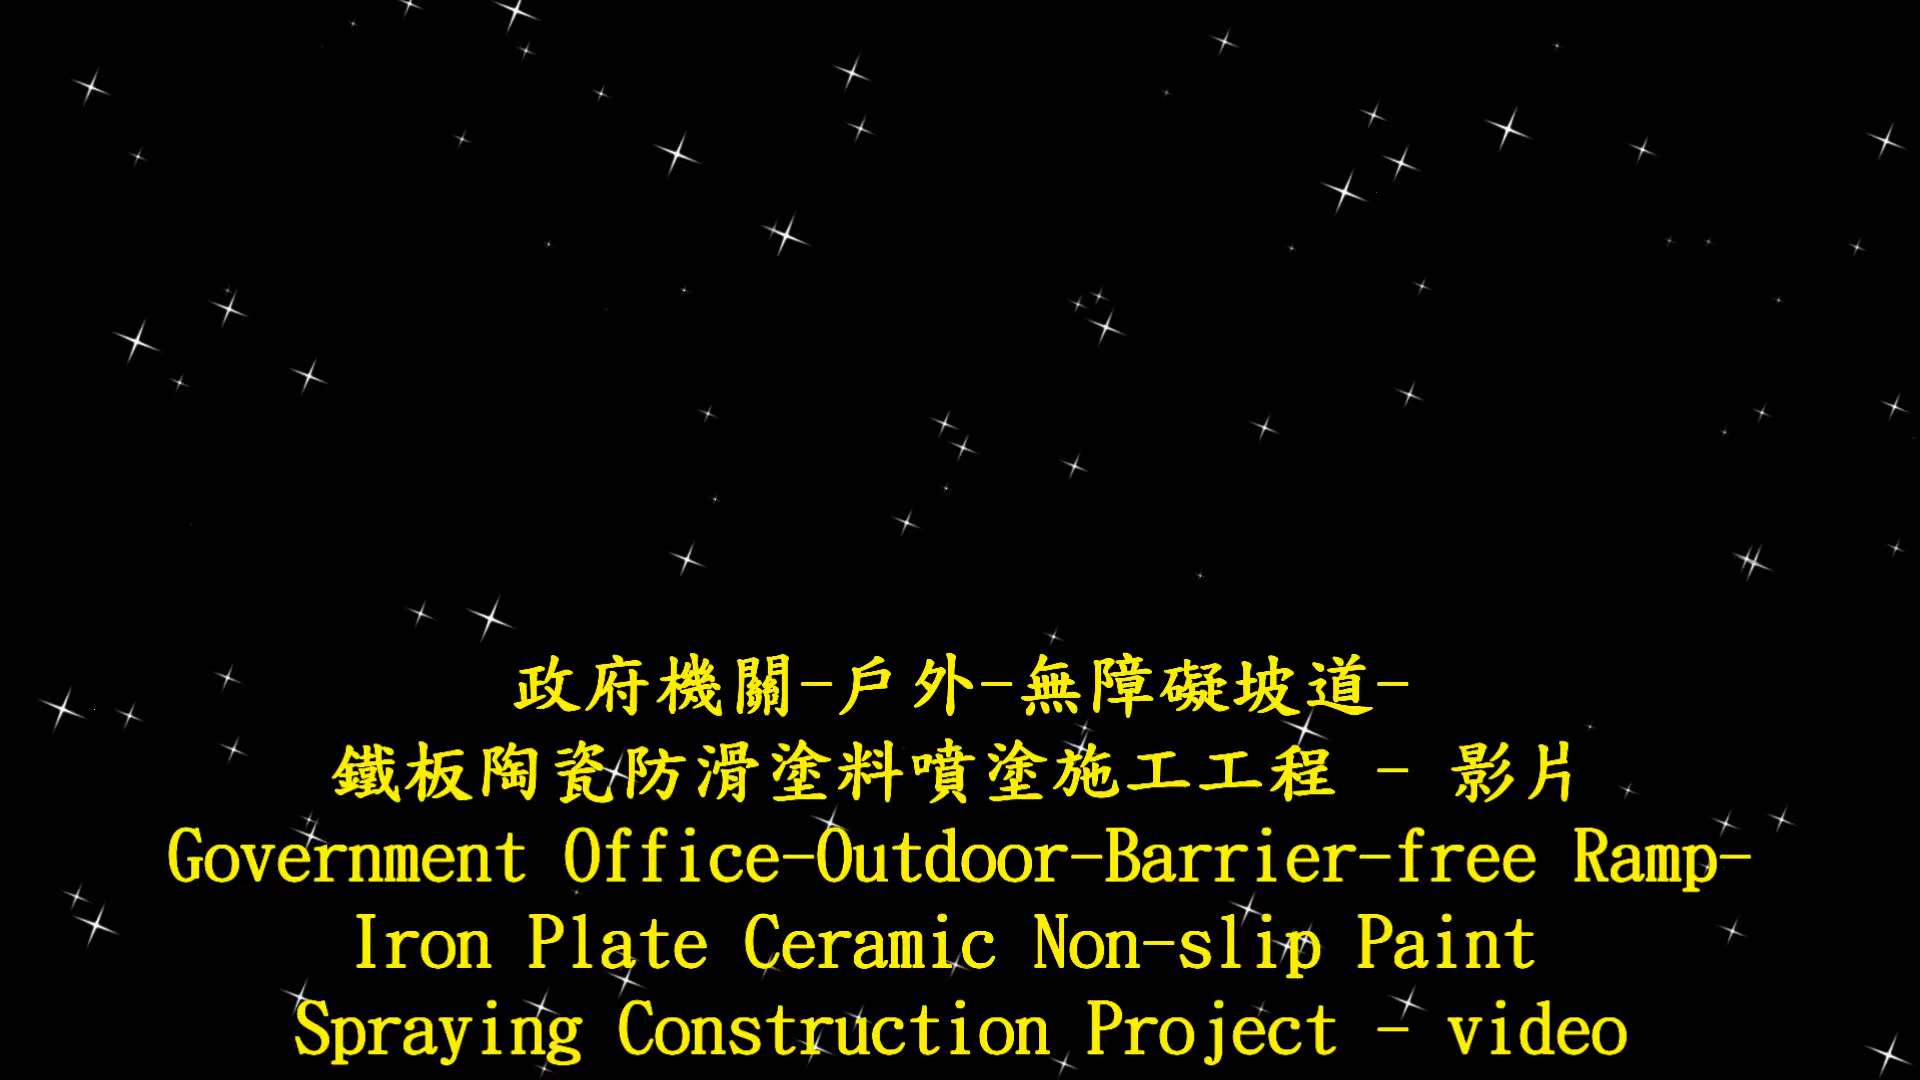 政府機關-戶外-無障礙坡道-
鐵板陶瓷防滑塗料噴塗施工工程 - 影片
Government Office-Outdoor-Barrier-free Ramp-
Iron Plate Ceramic Non-slip Paint
Spraying Construction Project - video